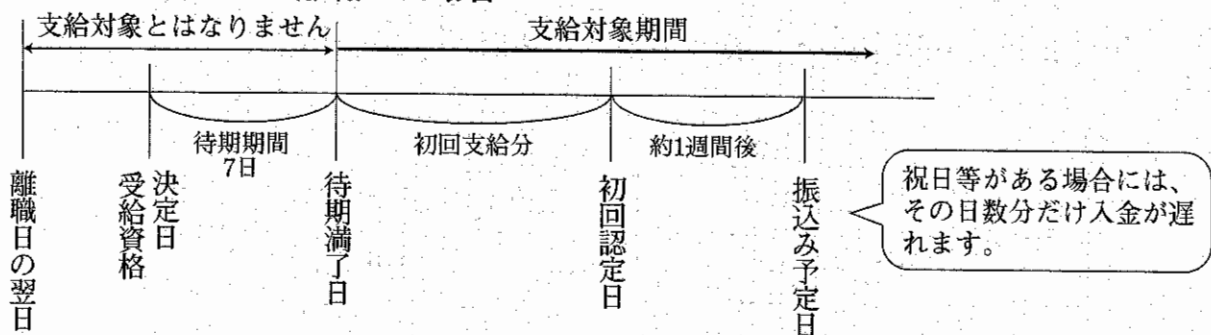 支給対象とはなりません
支給対象期間
待期期間
7日
初回支給分
約1週間後
離職日の翌日
受給資格
決定日
待期満了日
初回認定日
振込み予定日
祝日等がある場合には、
その日数分だけ入金が遅
れます。